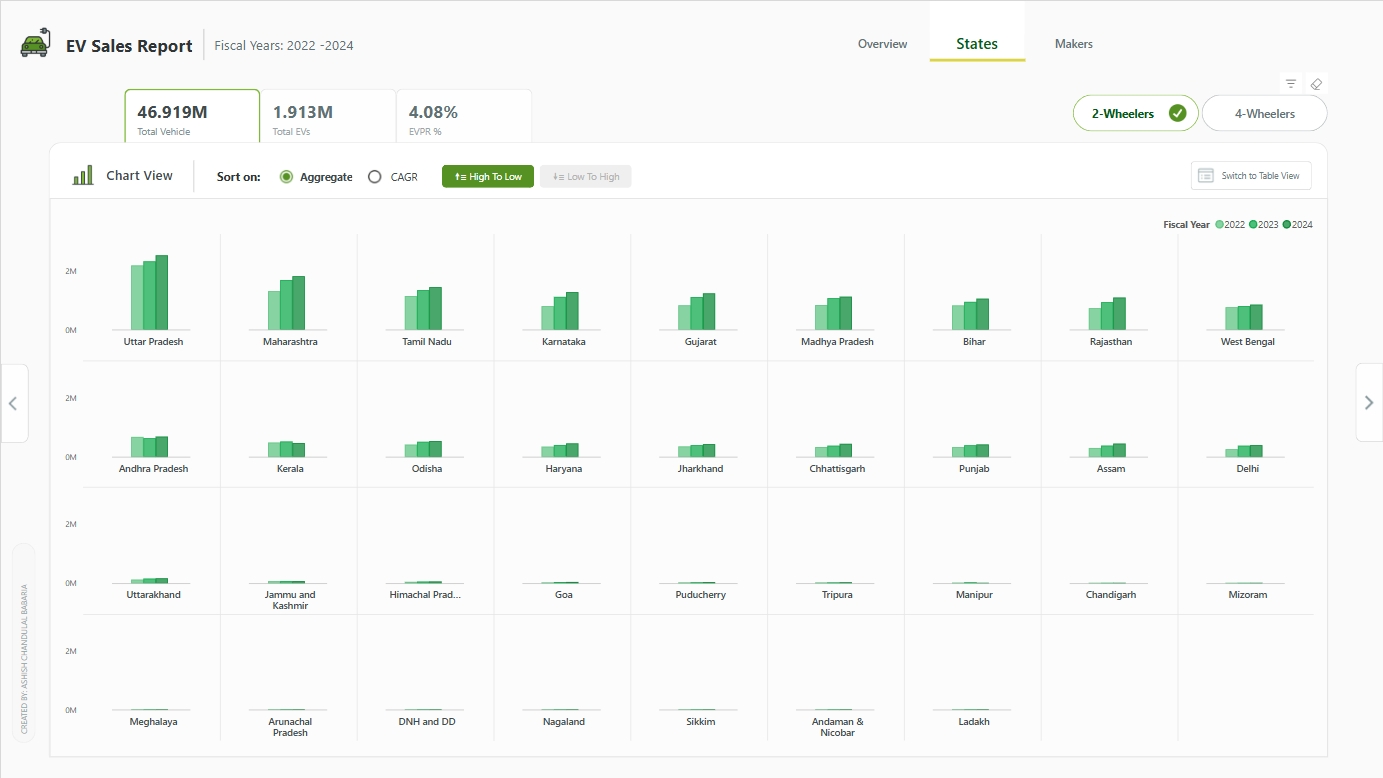 EV Sales Report
Fiscal Years: 2022 -2024
Overview
States
Makers
46.919M
Total Vehicle
1.913M
Total EVs
4.08%
EVPR %
2-Wheelers
4-Wheelers
Chart View
Sort on:
Aggregate
CAGR
High To Low
Low To High
Switch to Table View
Fiscal Year 2022 2023 2024
2M
0M
Uttar Pradesh
Maharashtra
Tamil Nadu
Karnataka
Gujarat
Madhya Pradesh
Bihar
Rajasthan
West Bengal
2M
0M
Andhra Pradesh
Kerala
Odisha
Haryana
Jharkhand
Chhattisgarh
Punjab
Assam
Delhi
2M
0M
Uttarakhand
Jammu and
Kashmir
Himachal Prad...
Goa
Puducherry
Tripura
Manipur
Chandigarh
Mizoram
2M
0M
Meghalaya
Arunachal
Pradesh
DNH and DD
Nagaland
Sikkim
Andaman &
Nicobar
Ladakh
CREATED BY: ASHISH CHANDULAL BABARIA